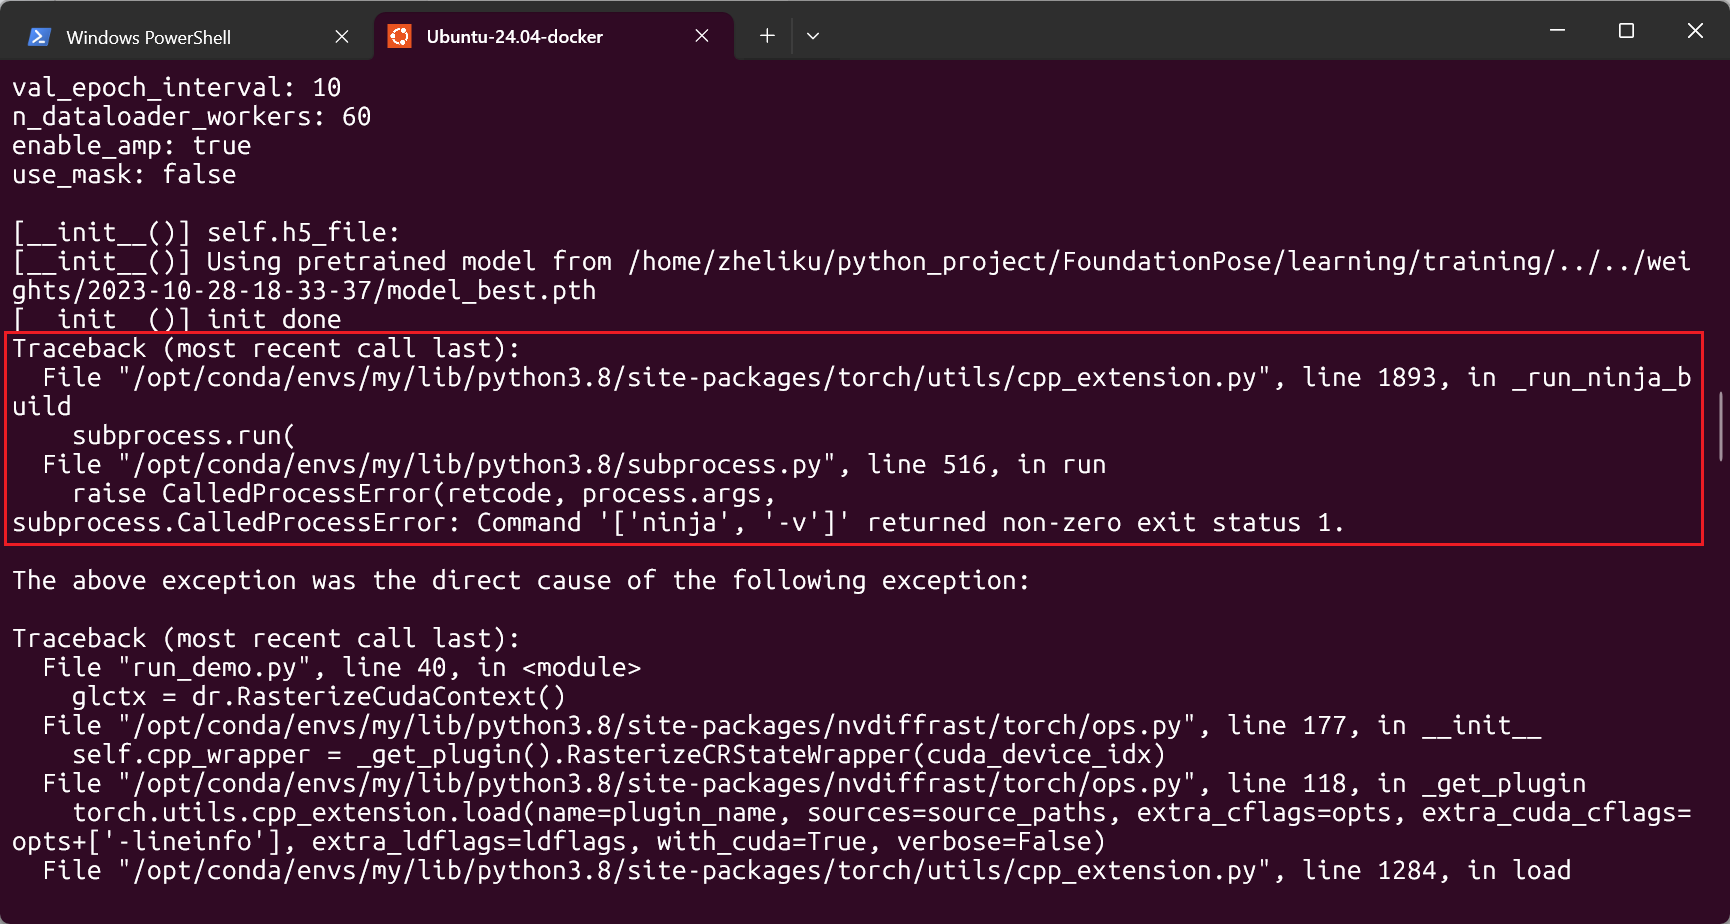 Windows PowerShell
Ubuntu-24.04-docker
val_epoch_interval: 10
n_dataloader_workers: 60
enable_amp: true
use_mask: false
[__init__()] self.h5_file:
[__init__()] Using pretrained model from /home/zheliku/python_project/FoundationPose/learning/training/../../wei
ghts/2023-10-28-18-33-37/model_best.pth
[__init__()] init done
Traceback (most recent call last):
  File "/opt/conda/envs/my/lib/python3.8/site-packages/torch/utils/cpp_extension.py", line 1893, in _run_ninja_b
uild
    subprocess.run(
  File "/opt/conda/envs/my/lib/python3.8/subprocess.py", line 516, in run
    raise CalledProcessError(retcode, process.args,
subprocess.CalledProcessError: Command '['ninja', '-v']' returned non-zero exit status 1.
The above exception was the direct cause of the following exception:
Traceback (most recent call last):
  File "run_demo.py", line 40, in <module>
    glctx = dr.RasterizeCudaContext()
  File "/opt/conda/envs/my/lib/python3.8/site-packages/nvdiffrast/torch/ops.py", line 177, in __init__
    self.cpp_wrapper = _get_plugin().RasterizeCRStateWrapper(cuda_device_idx)
  File "/opt/conda/envs/my/lib/python3.8/site-packages/nvdiffrast/torch/ops.py", line 118, in _get_plugin
    torch.utils.cpp_extension.load(name=plugin_name, sources=source_paths, extra_cflags=opts, extra_cuda_cflags=
opts+['-lineinfo'], extra_ldflags=ldflags, with_cuda=True, verbose=False)
  File "/opt/conda/envs/my/lib/python3.8/site-packages/torch/utils/cpp_extension.py", line 1284, in load